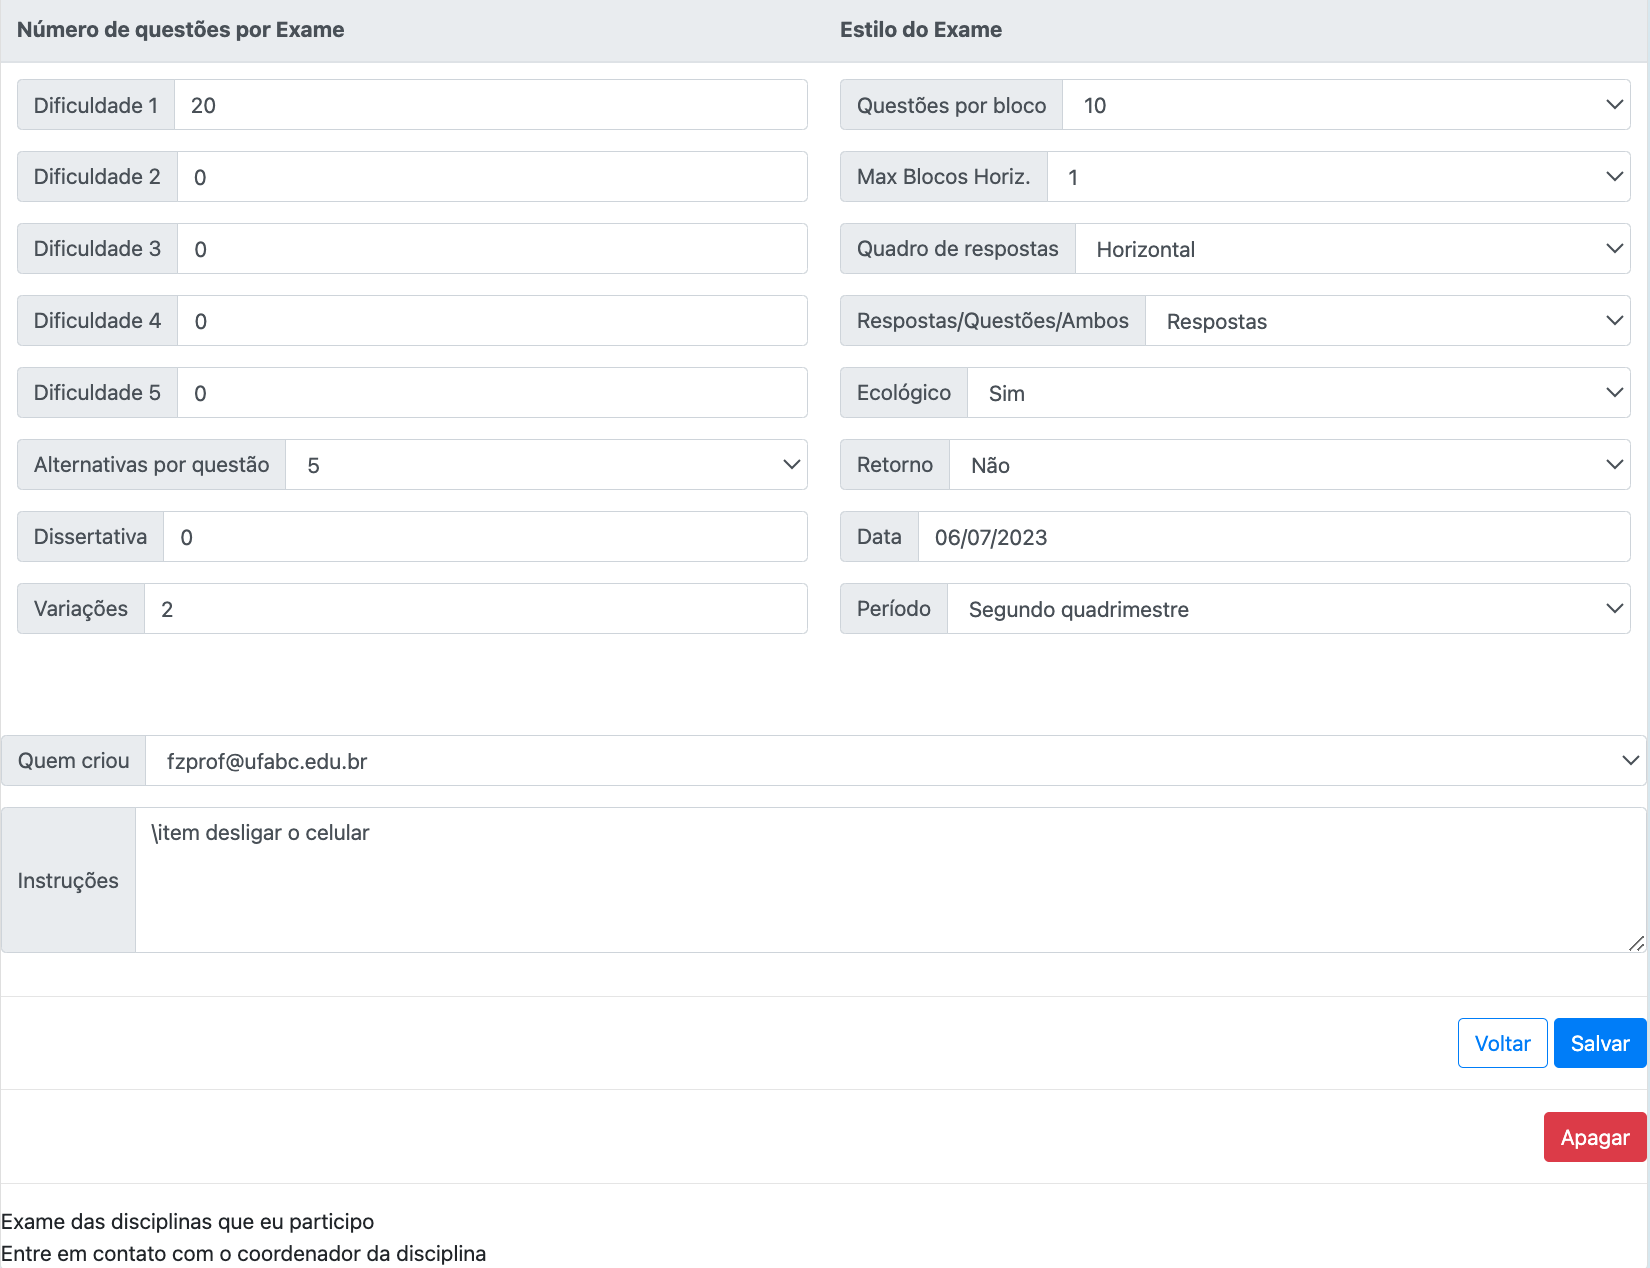 Número de questões por Exame
Estilo do Exame
Dificuldade 1 20
Questões por bloco 10
Dificuldade 2 0
Max Blocos Horiz. 1
Dificuldade 3 0
Quadro de respostas Horizontal
Dificuldade 4 0
Respostas/Questões/Ambos Respostas
Dificuldade 5 0
Ecológico Sim
Alternativas por questão 5
Retorno Não
Dissertativa 0
Data 06/07/2023
Variações 2
Período Segundo quadrimestre
Quem criou fzprof@ufabc.edu.br
Instruções \item desligar o celular
Voltar
Salvar
Apagar
Exame das disciplinas que eu participo
Entre em contato com o coordenador da disciplina